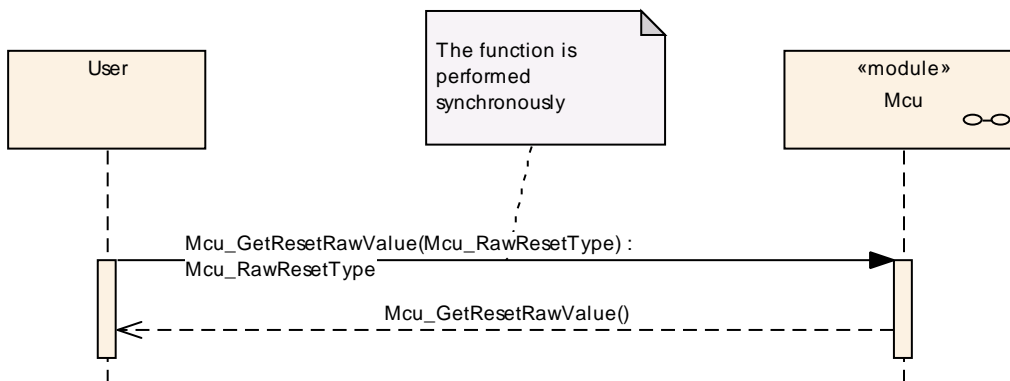 User
The function is
performed
synchronously
«module»
Mcu
Mcu_GetResetRawValue(Mcu_RawResetType) :
Mcu_RawResetType
Mcu_GetResetRawValue()